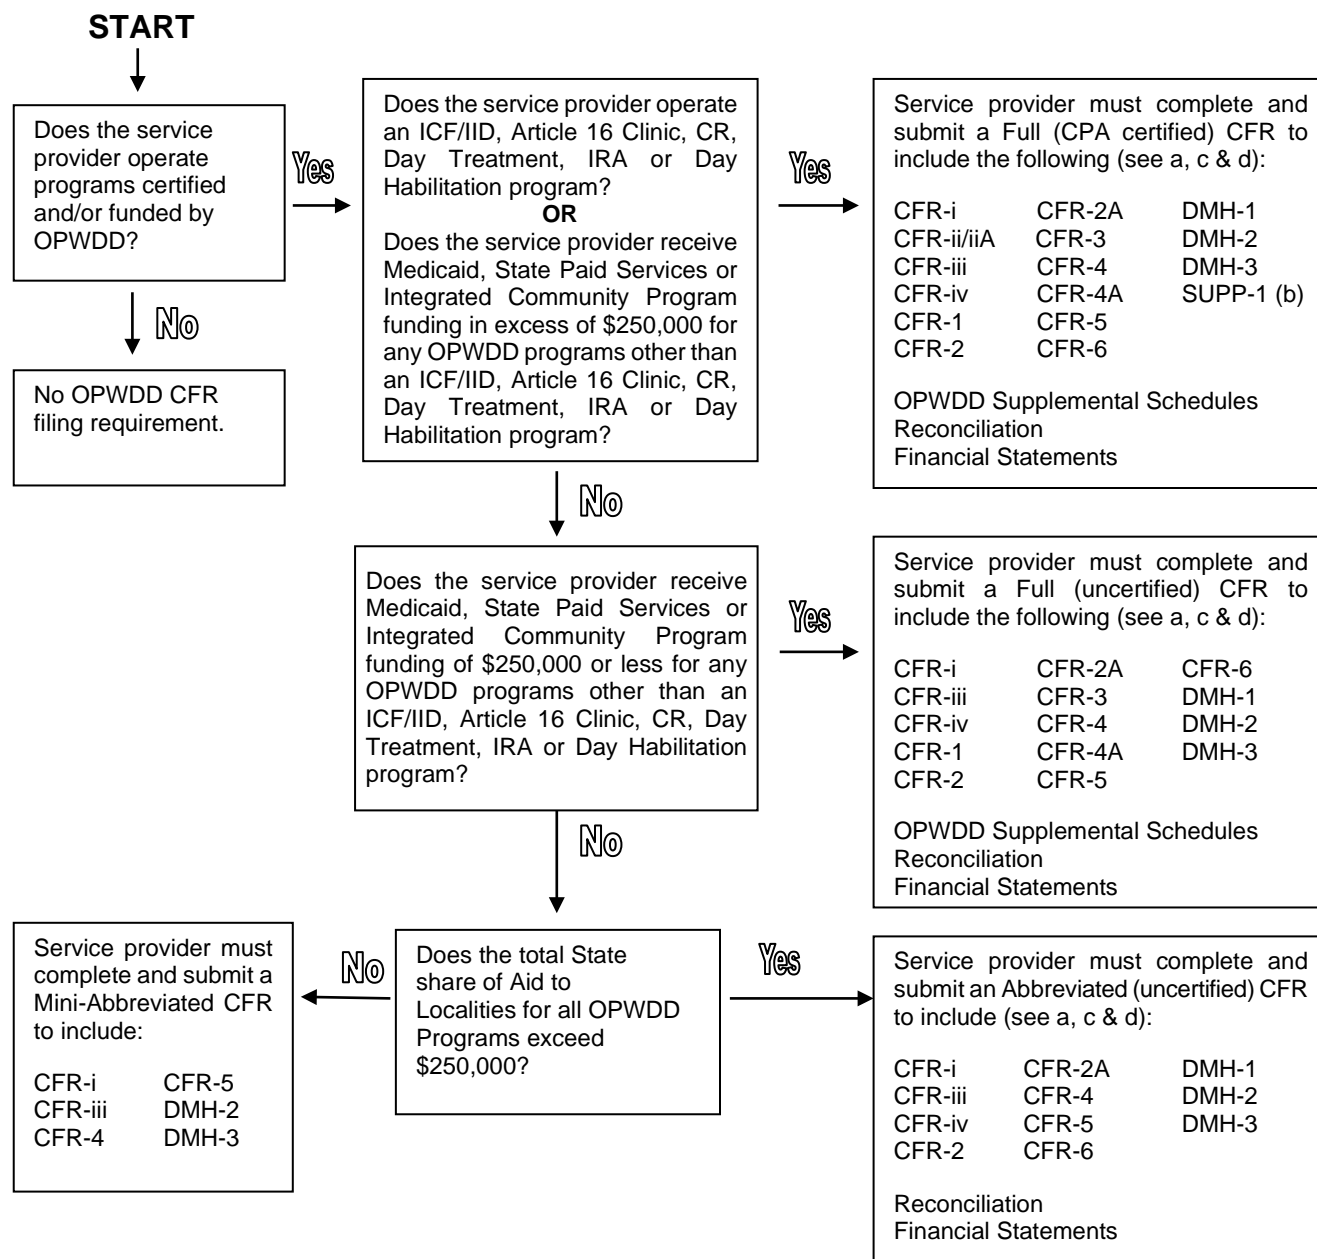 START
Does the service
provider operate
programs certified
and/or funded by
OPWDD?
Yes
No
No OPWDD CFR
filing requirement.
Does the service provider operate
an ICF/IID, Article 16 Clinic, CR,
Day Treatment, IRA or Day
Habilitation program?
OR
Does the service provider receive
Medicaid, State Paid Services or
Integrated Community Program
funding in excess of $250,000 for
any OPWDD programs other than
an ICF/IID, Article 16 Clinic, CR,
Day Treatment, IRA or Day
Habilitation program?
Yes
No
Service provider must complete and
submit a Full (CPA certified) CFR to
include the following (see a, c & d):
CFR-i CFR-2A DMH-1
CFR-ii/iiA CFR-3 DMH-2
CFR-iii CFR-4 DMH-3
CFR-iv CFR-4A SUPP-1 (b)
CFR-1 CFR-5
CFR-2 CFR-6
OPWDD Supplemental Schedules
Reconciliation
Financial Statements
Does the service provider receive
Medicaid, State Paid Services or
Integrated Community Program
funding of $250,000 or less for any
OPWDD programs other than an
ICF/IID, Article 16 Clinic, CR, Day
Treatment, IRA or Day Habilitation
program?
Yes
No
Service provider must complete and
submit a Full (uncertified) CFR to
include the following (see a, c & d):
CFR-i CFR-2A CFR-6
CFR-iii CFR-3 DMH-1
CFR-iv CFR-4 DMH-2
CFR-1 CFR-4A DMH-3
CFR-2 CFR-5
OPWDD Supplemental Schedules
Reconciliation
Financial Statements
Does the total State
share of Aid to
Localities for all OPWDD
Programs exceed
$250,000?
No
Yes
Service provider must
complete and submit a
Mini-Abbreviated CFR
to include:
CFR-i CFR-5
CFR-iii DMH-2
CFR-4 DMH-3
Service provider must complete and
submit an Abbreviated (uncertified) CFR
to include (see a, c & d):
CFR-i CFR-2A DMH-1
CFR-iii CFR-4 DMH-2
CFR-iv CFR-5 DMH-3
CFR-2 CFR-6
Reconciliation
Financial Statements